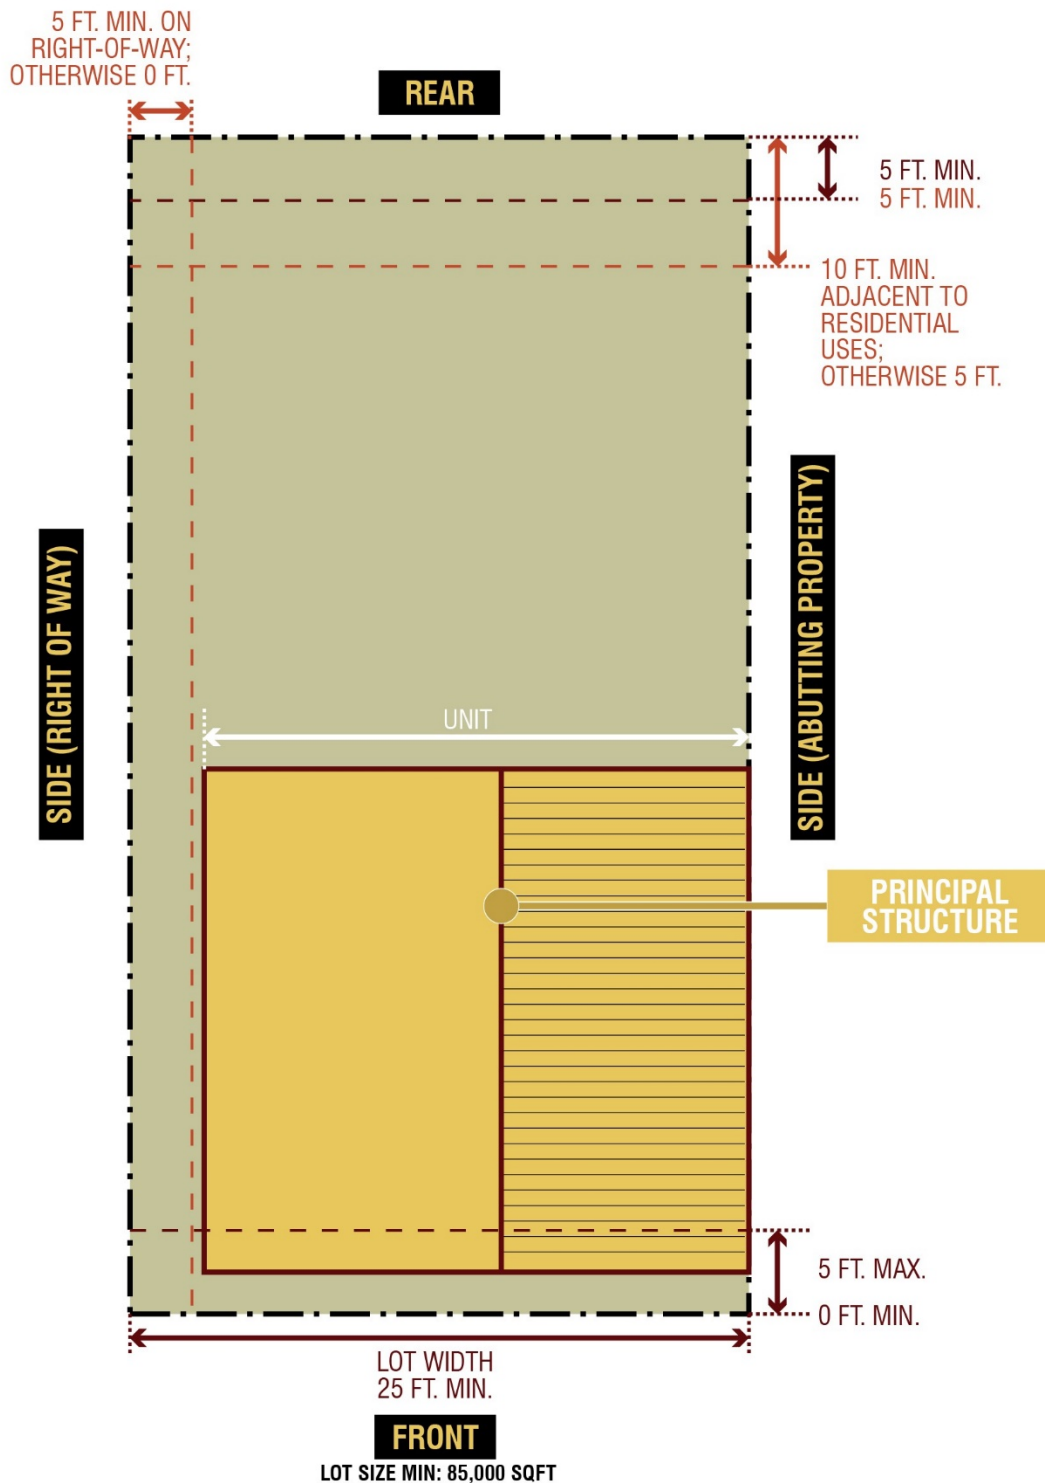 5 FT. MIN. ON
RIGHT-OF-WAY;
OTHERWISE 0 FT.
REAR
5 FT. MIN.
5 FT. MIN.
10 FT. MIN.
ADJACENT TO
RESIDENTIAL
USES;
OTHERWISE 5 FT.
SIDE (RIGHT OF WAY)
SIDE (ABUTTING PROPERTY)
UNIT
PRINCIPAL
STRUCTURE
5 FT. MAX.
0 FT. MIN.
LOT WIDTH
25 FT. MIN.
FRONT
LOT SIZE MIN: 85,000 SQFT